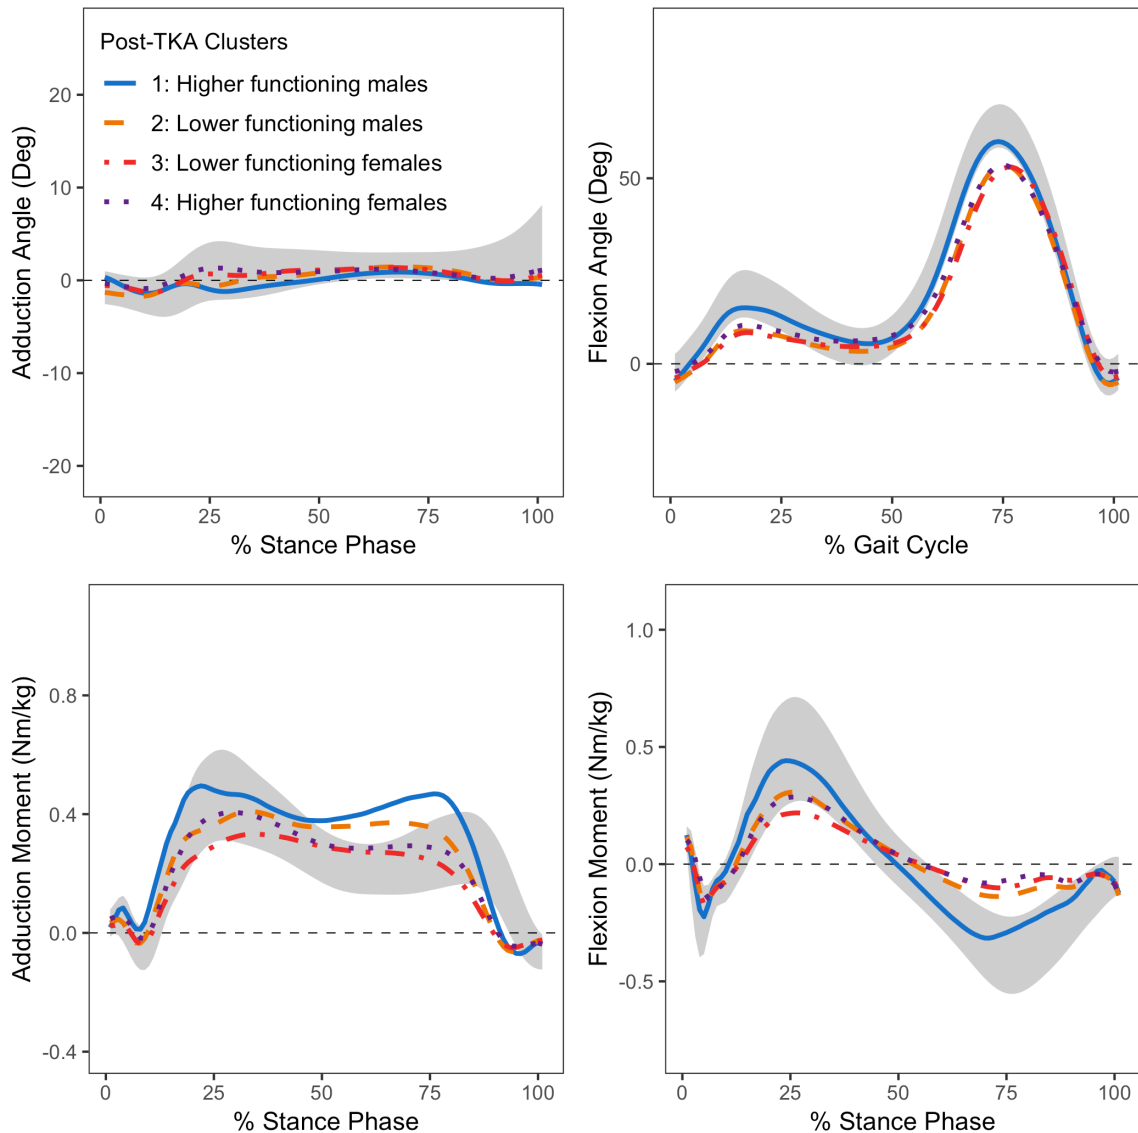 Post-TKA Clusters
1: Higher functioning males
2: Lower functioning males
3: Lower functioning females
4: Higher functioning females
Adduction Angle (Deg)
20
10
0
-10
-20
0 25 50 75 100
% Stance Phase
Flexion Angle (Deg)
50
0
0 25 50 75 100
% Gait Cycle
Adduction Moment (Nm/kg)
0.8
0.4
0.0
-0.4
0 25 50 75 100
% Stance Phase
Flexion Moment (Nm/kg)
1.0
0.5
0.0
-0.5
0 25 50 75 100
% Stance Phase